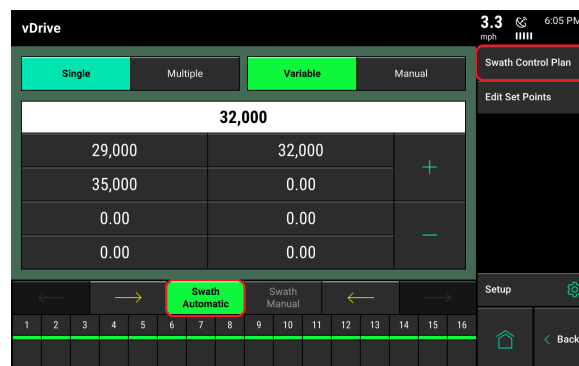 vDrive
3.3
mph
6:05 PM
Single
Multiple
Variable
Manual
Swath Control Plan
Edit Set Points
32,000
29,000
32,000
35,000
0.00
0.00
0.00
0.00
0.00
Swath
Automatic
Swath
Manual
Setup
1 2 3 4 5 6 7 8 9 10 11 12 13 14 15 16
Back